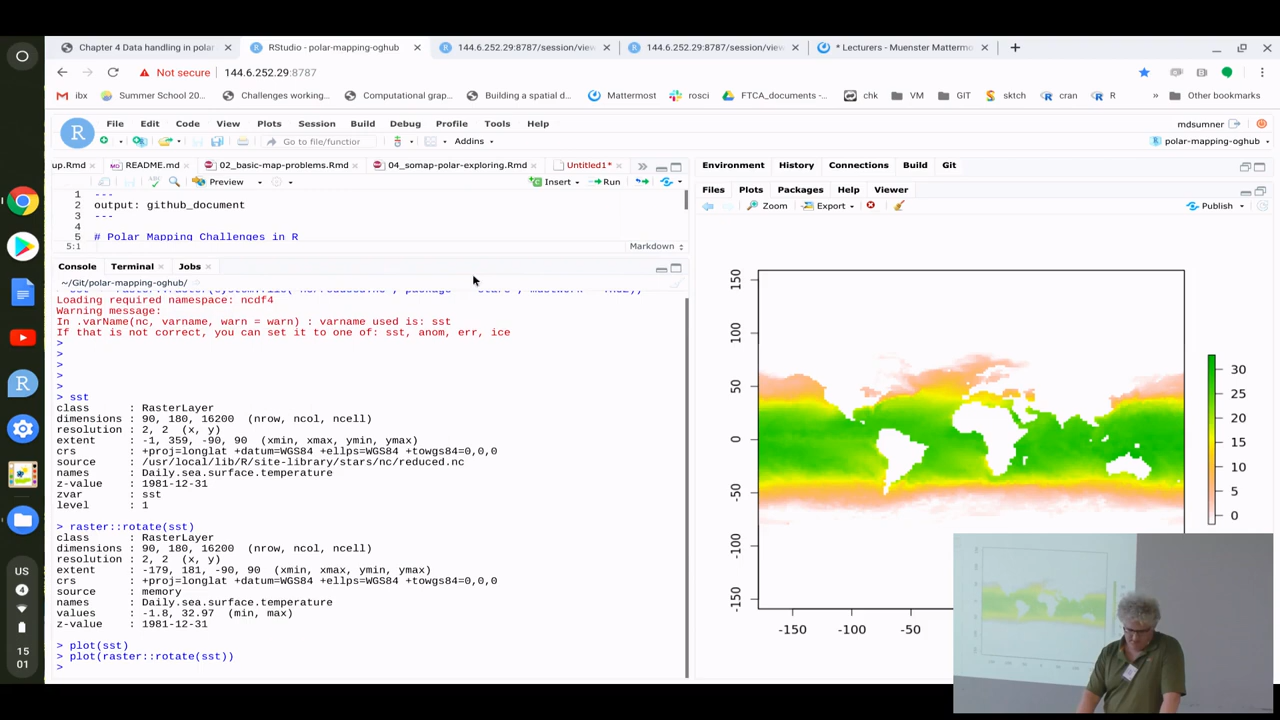 Chapter 4 Data handling in polar
RStudio - polar-mapping-oghub
144.6.252.29:8787/session/view
144.6.252.29:8787/session/view
* Lecturers - Muenster Mattermo
Not secure
144.6.252.29:8787
ibx
Summer School 20...
Challenges working...
Computational grap...
Building a spatial d...
Mattermost
rosci
FTCA_documents -...
chk
VM
GIT
sktch
cran
R
Other bookmarks
File Edit Code View Plots Session Build Debug Profile Tools Help
mdsumner
Go to file/function
Addins
polar-mapping-oghub
up.Rmd
README.md
02_basic-map-problems.Rmd
04_somap-polar-exploring.Rmd
Untitled1*
Preview
Insert
Run
1 ---
2 output: github_document
3 ---
4
5 # Polar Mapping Challenges in R
5:1
Markdown
Console Terminal Jobs
~/Git/polar-mapping-oghub/
Loading required namespace: ncdf4
Warning message:
In .varName(nc, varname, warn = warn) : varname used is: sst
If that is not correct, you can set it to one of: sst, anom, err, ice
>
>
>
>
>
> sst
class : RasterLayer
dimensions : 90, 180, 16200 (nrow, ncol, ncell)
resolution : 2, 2 (x, y)
extent : -1, 359, -90, 90 (xmin, xmax, ymin, ymax)
crs : +proj=longlat +datum=WGS84 +ellps=WGS84 +towgs84=0,0,0
source : /usr/local/lib/R/site-library/stars/nc/reduced.nc
names : Daily.sea.surface.temperature
z-value : 1981-12-31
zvar : sst
level : 1
> raster::rotate(sst)
class : RasterLayer
dimensions : 90, 180, 16200 (nrow, ncol, ncell)
resolution : 2, 2 (x, y)
extent : -179, 181, -90, 90 (xmin, xmax, ymin, ymax)
crs : +proj=longlat +datum=WGS84 +ellps=WGS84 +towgs84=0,0,0
source : memory
names : Daily.sea.surface.temperature
values : -1.8, 32.97 (min, max)
z-value : 1981-12-31
> plot(sst)
> plot(raster::rotate(sst))
>
Environment History Connections Build Git
Files Plots Packages Help Viewer
Zoom
Export
Publish
150
100
50
0
-50
-100
-150
-150 -100 -50
30
25
20
15
10
5
0
US
4
15
01